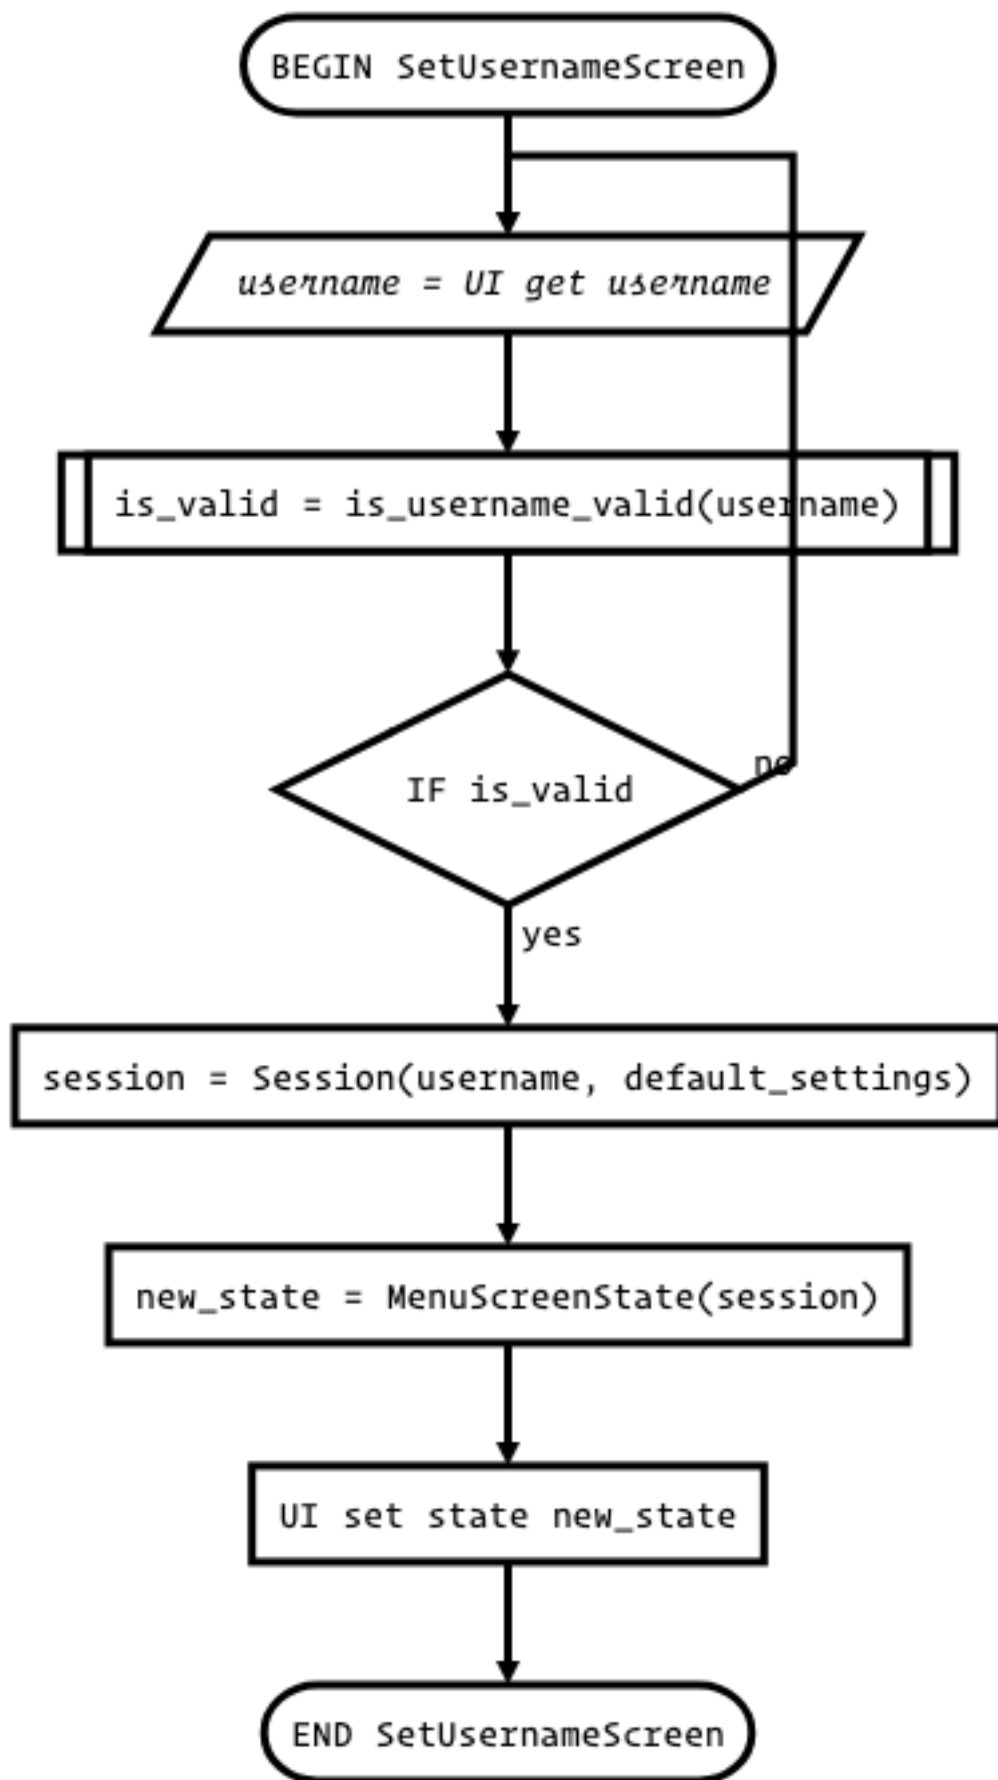 BEGIN SetUsernameScreen
username = UI get username
is_valid = is_username_valid(username)
IF is_valid
no
yes
session = Session(username, default_settings)
new_state = MenuScreenState(session)
UI set state new_state
END SetUsernameScreen